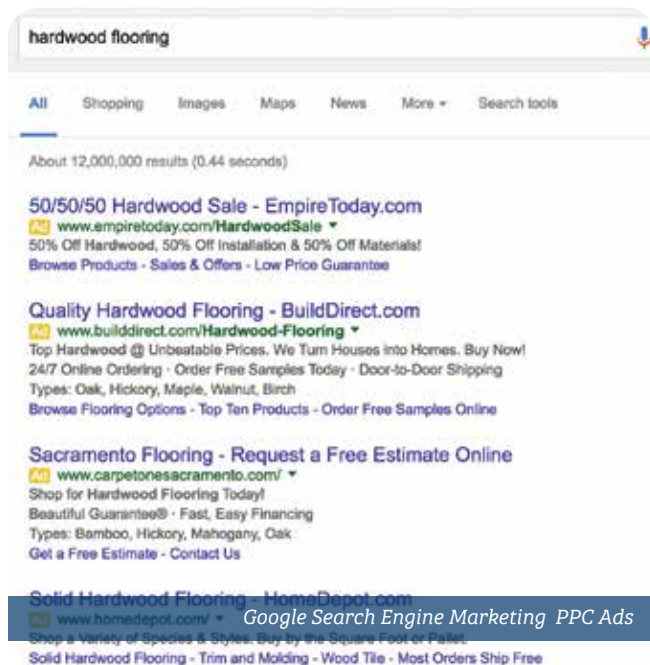 hardwood flooring
All Shopping Images Maps News More Search tools
About 12,000,000 results (0.44 seconds)
50/50/50 Hardwood Sale - EmpireToday.com
Ad www.empiretoday.com/HardwoodSale
50% Off Hardwood, 50% Off Installation & 50% Off Materials!
Browse Products - Sales & Offers - Low Price Guarantee
Quality Hardwood Flooring - BuildDirect.com
Ad www.builddirect.com/Hardwood-Flooring
Top Hardwood @ Unbeatable Prices. We Turn Houses into Homes. Buy Now!
24/7 Online Ordering · Order Free Samples Today · Door-to-Door Shipping
Types: Oak, Hickory, Maple, Walnut, Birch
Browse Flooring Options - Top Ten Products - Order Free Samples Online
Sacramento Flooring - Request a Free Estimate Online
Ad www.carpetonesacramento.com/
Shop for Hardwood Flooring Today!
Beautiful Guarantee® · Fast, Easy Financing
Types: Bamboo, Hickory, Mahogany, Oak
Get a Free Estimate - Contact Us
Solid Hardwood Flooring - HomeDepot.com
Ad www.homedepot.com/
Google Search Engine Marketing PPC Ads
Shop a Variety of Species & Styles. Buy by the Square Foot or Pallet.
Solid Hardwood Flooring - Trim and Molding - Wood Tile - Most Orders Ship Free